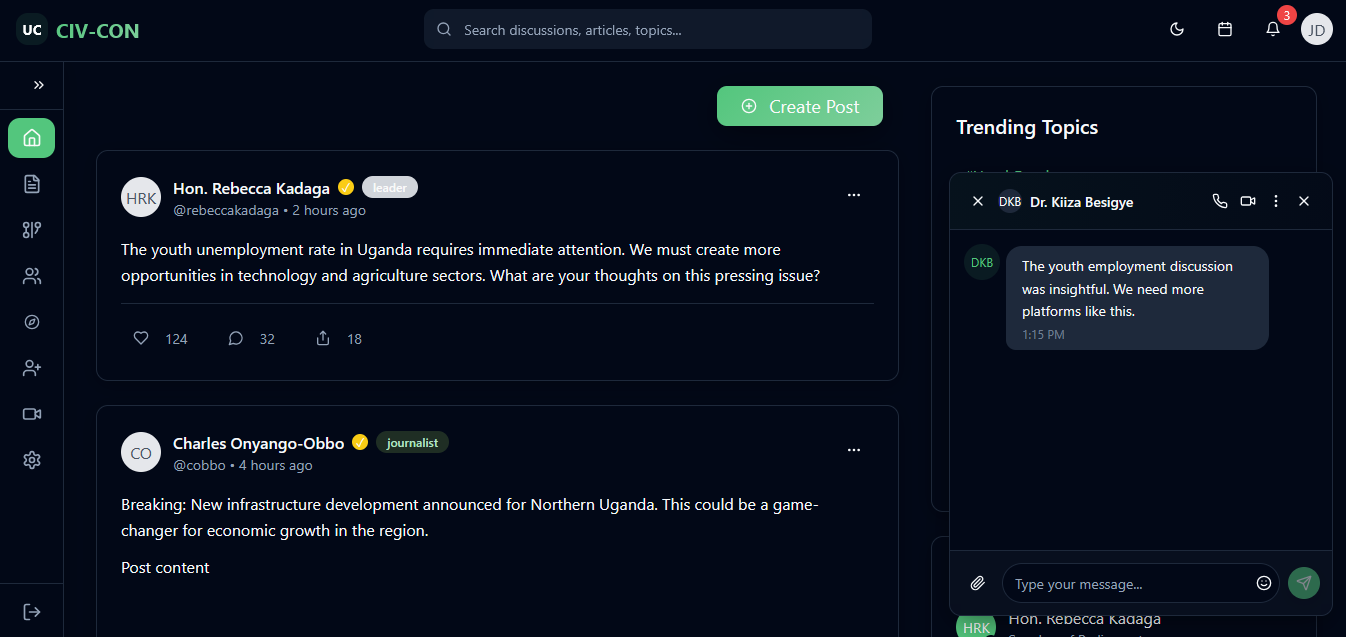 UC CIV-CON
Search discussions, articles, topics...
3
JD
Create Post
HRK
Hon. Rebecca Kadaga
leader
@rebeccakadaga • 2 hours ago
The youth unemployment rate in Uganda requires immediate attention. We must create more
opportunities in technology and agriculture sectors. What are your thoughts on this pressing issue?
124
32
18
CO
Charles Onyango-Obbo
journalist
@cobbo • 4 hours ago
Breaking: New infrastructure development announced for Northern Uganda. This could be a game-
changer for economic growth in the region.
Post content
Trending Topics
DKB
Dr. Kiiza Besigye
DKB
The youth employment discussion
was insightful. We need more
platforms like this.
1:15 PM
Type your message...
HRK
Hon. Rebecca Kadaga